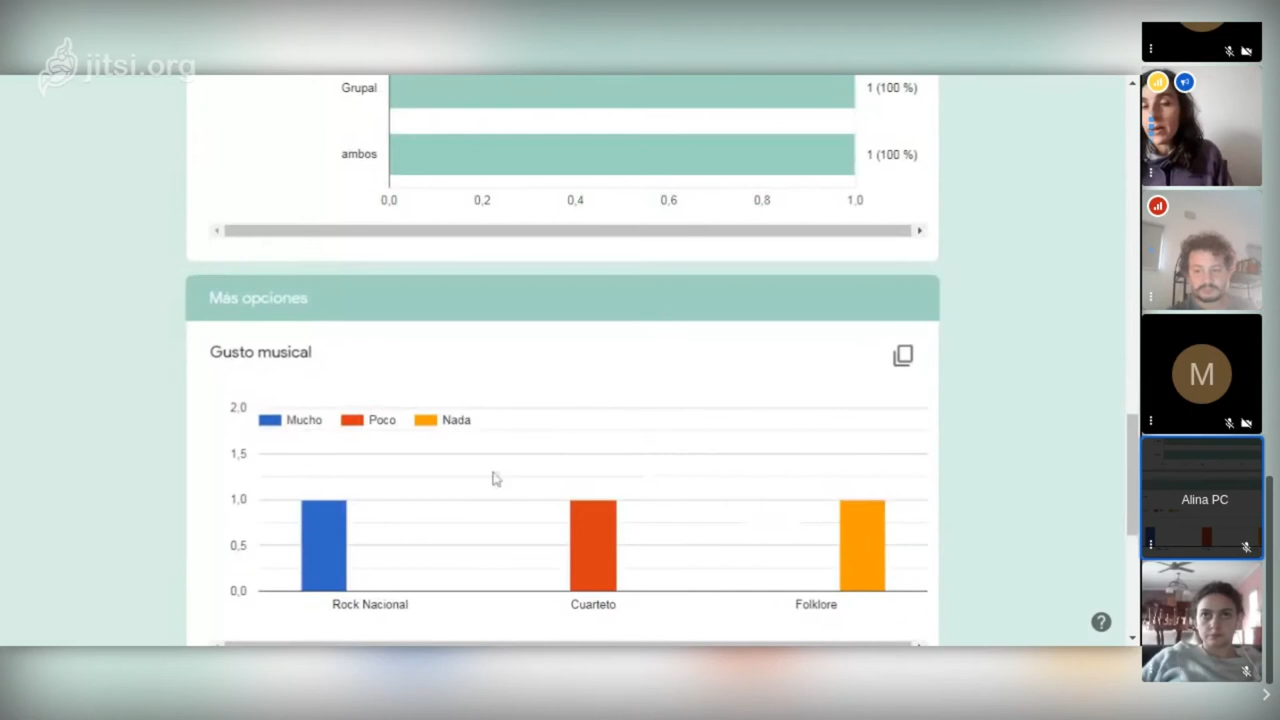 jitsi.org
Grupal 1 (100 %)
ambos 1 (100 %)
0,0 0,2 0,4 0,6 0,8 1,0
Más opciones
Gusto musical
2,0
Mucho Poco Nada
1,5
1,0
0,5
0,0
Rock Nacional Cuarteto Folklore
M
Alina PC